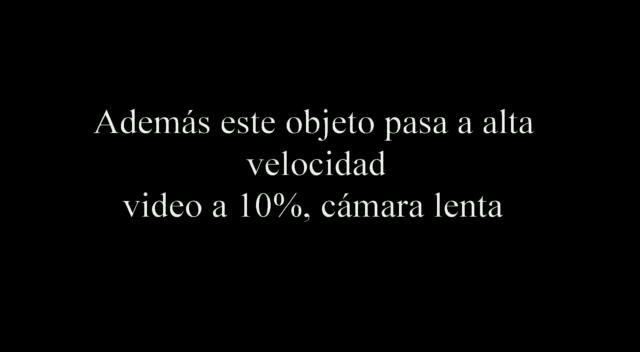 Además este objeto pasa a alta
velocidad
video a 10%, cámara lenta